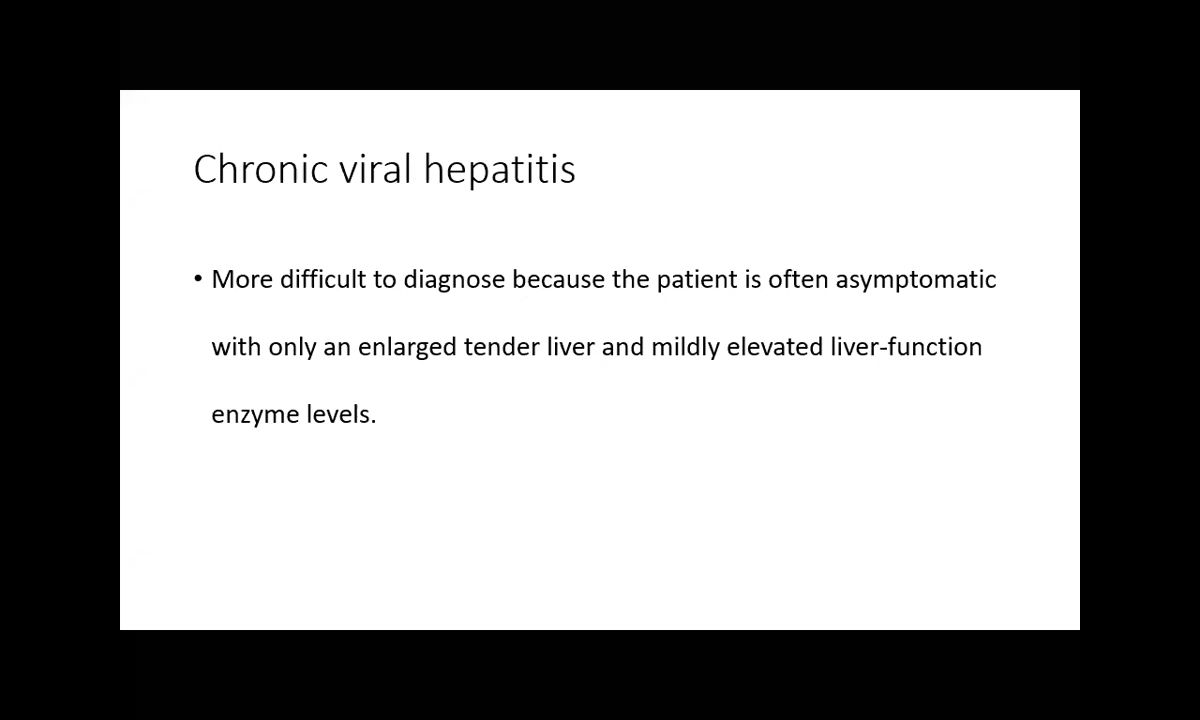 Chronic viral hepatitis
• More difficult to diagnose because the patient is often asymptomatic
with only an enlarged tender liver and mildly elevated liver-function
enzyme levels.